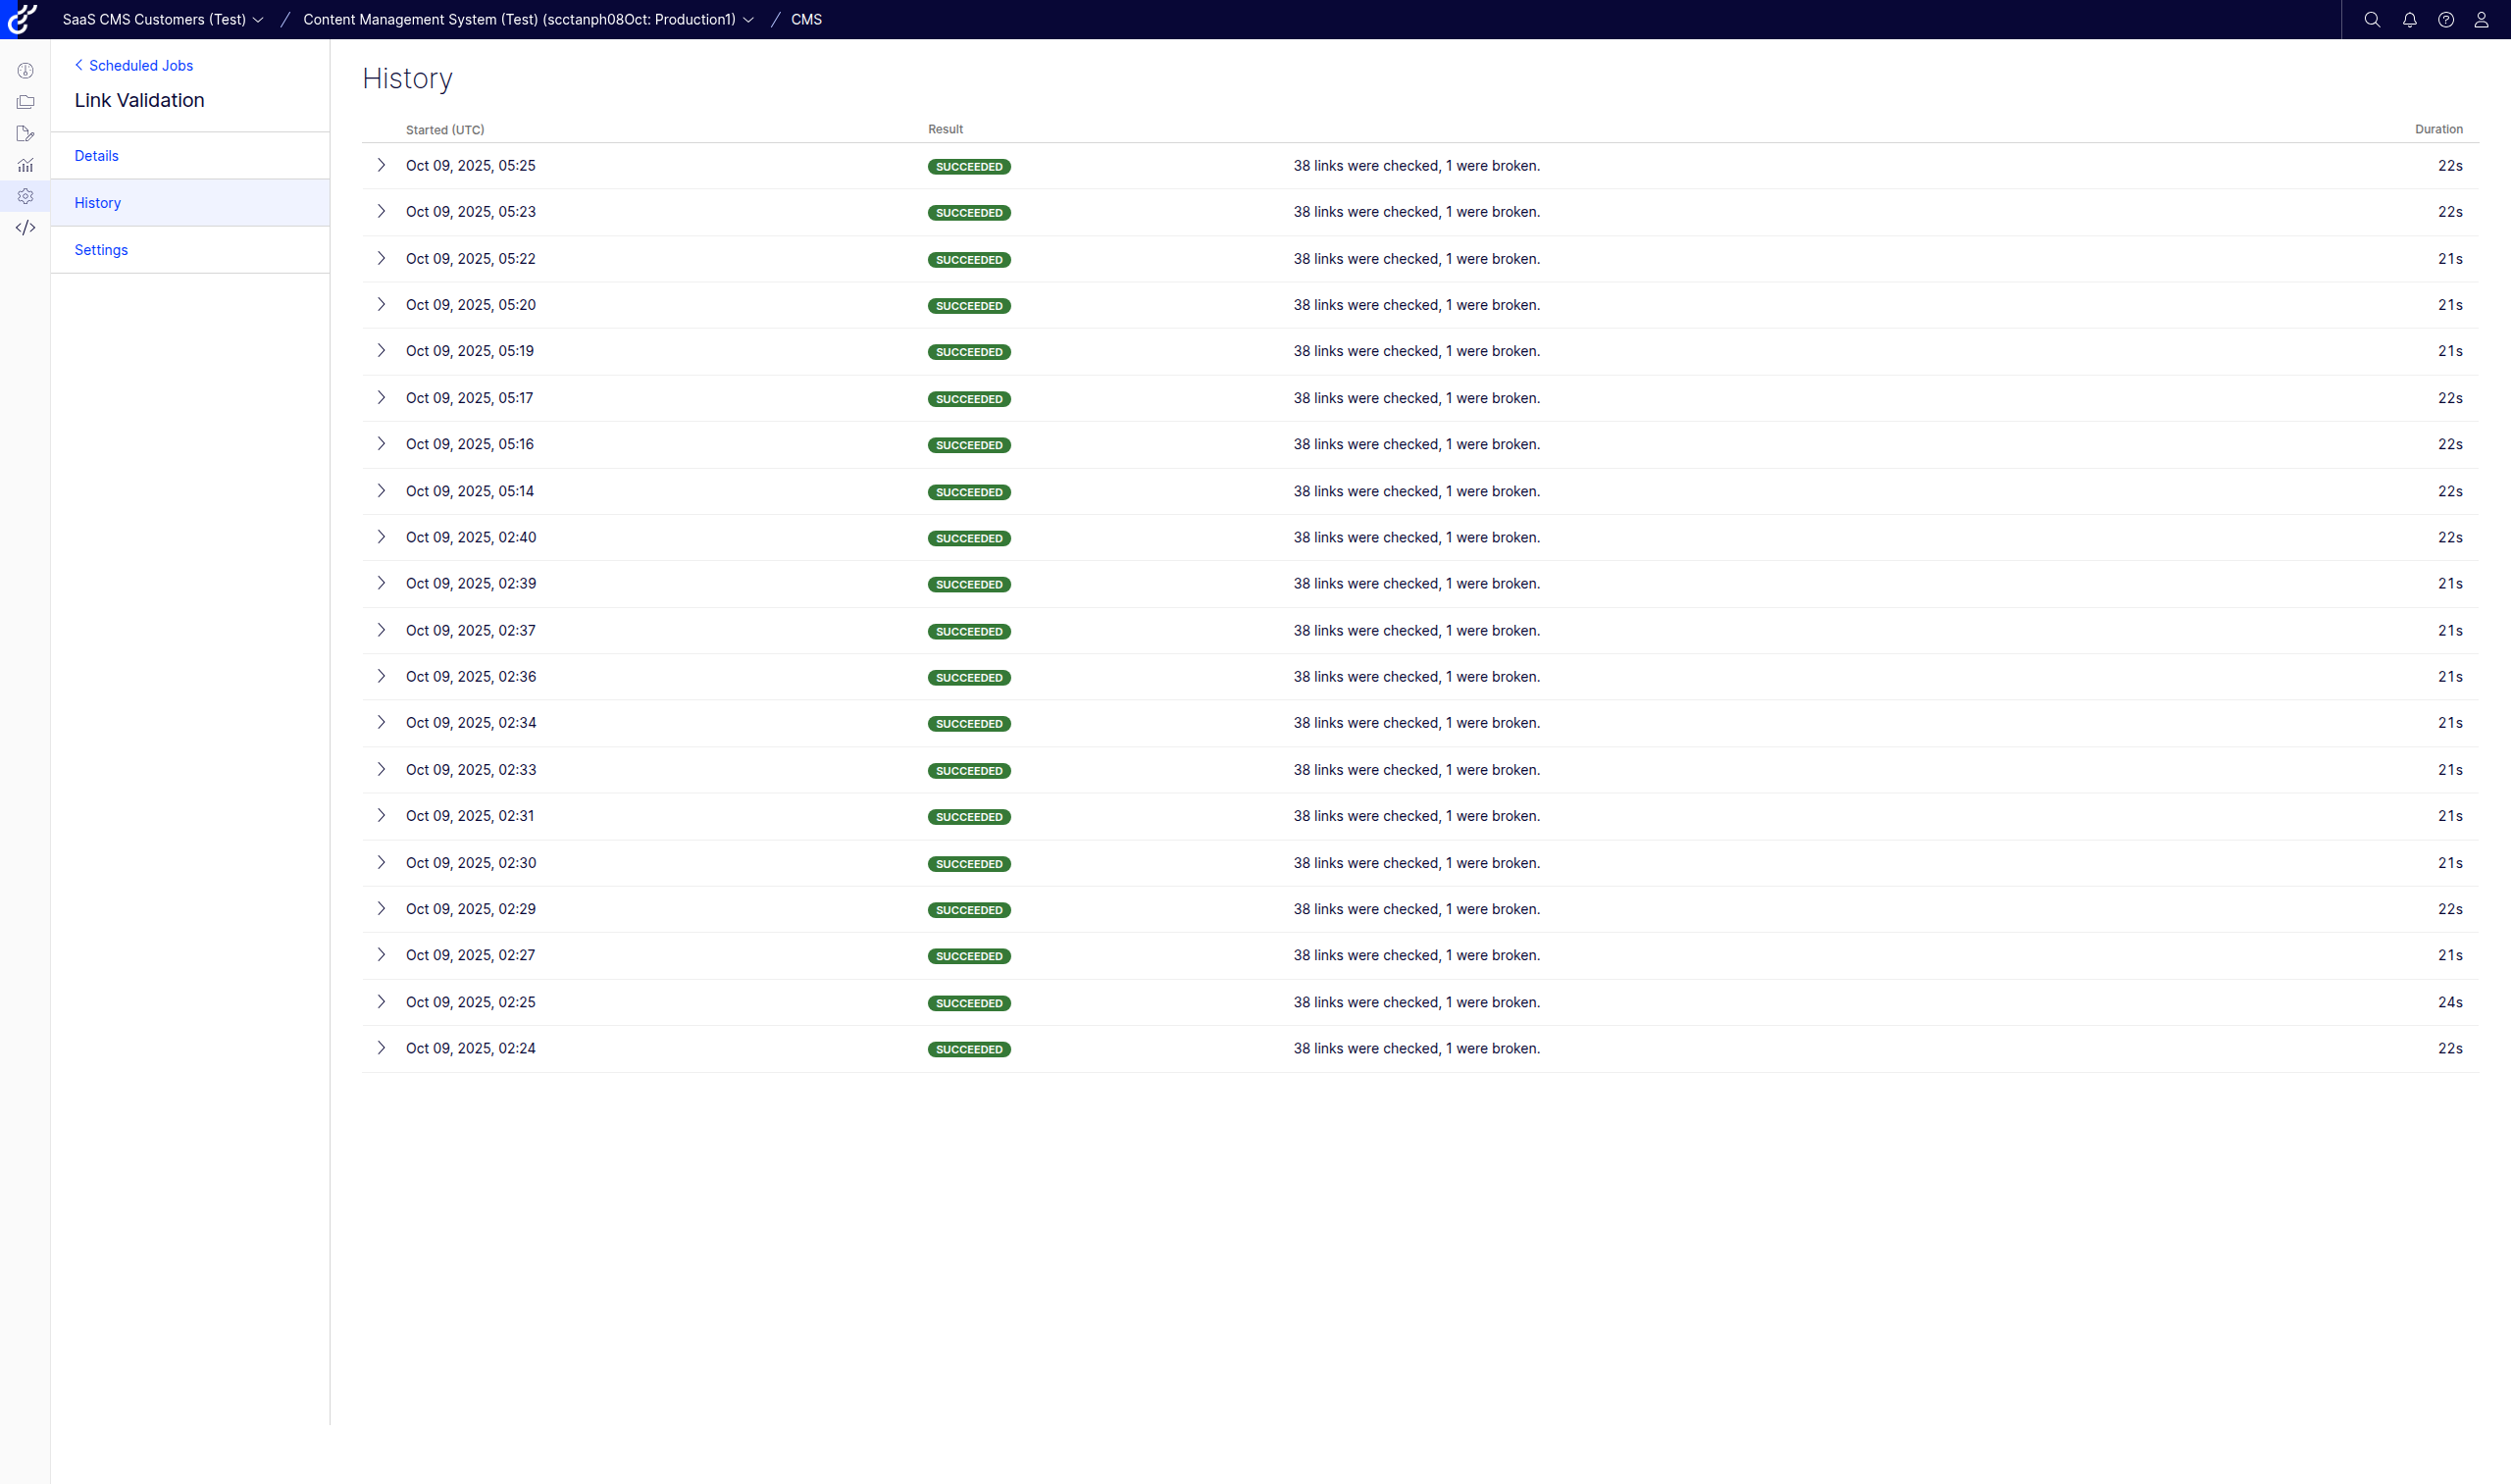 SaaS CMS Customers (Test) / Content Management System (Test) (scctanph08Oct: Production1) / CMS
Scheduled Jobs
Link Validation
Details
History
Settings
History
Started (UTC) Result Duration
Oct 09, 2025, 05:25 SUCCEEDED 38 links were checked, 1 were broken. 22s
Oct 09, 2025, 05:23 SUCCEEDED 38 links were checked, 1 were broken. 22s
Oct 09, 2025, 05:22 SUCCEEDED 38 links were checked, 1 were broken. 21s
Oct 09, 2025, 05:20 SUCCEEDED 38 links were checked, 1 were broken. 21s
Oct 09, 2025, 05:19 SUCCEEDED 38 links were checked, 1 were broken. 21s
Oct 09, 2025, 05:17 SUCCEEDED 38 links were checked, 1 were broken. 22s
Oct 09, 2025, 05:16 SUCCEEDED 38 links were checked, 1 were broken. 22s
Oct 09, 2025, 05:14 SUCCEEDED 38 links were checked, 1 were broken. 22s
Oct 09, 2025, 02:40 SUCCEEDED 38 links were checked, 1 were broken. 22s
Oct 09, 2025, 02:39 SUCCEEDED 38 links were checked, 1 were broken. 21s
Oct 09, 2025, 02:37 SUCCEEDED 38 links were checked, 1 were broken. 21s
Oct 09, 2025, 02:36 SUCCEEDED 38 links were checked, 1 were broken. 21s
Oct 09, 2025, 02:34 SUCCEEDED 38 links were checked, 1 were broken. 21s
Oct 09, 2025, 02:33 SUCCEEDED 38 links were checked, 1 were broken. 21s
Oct 09, 2025, 02:31 SUCCEEDED 38 links were checked, 1 were broken. 21s
Oct 09, 2025, 02:30 SUCCEEDED 38 links were checked, 1 were broken. 21s
Oct 09, 2025, 02:29 SUCCEEDED 38 links were checked, 1 were broken. 22s
Oct 09, 2025, 02:27 SUCCEEDED 38 links were checked, 1 were broken. 21s
Oct 09, 2025, 02:25 SUCCEEDED 38 links were checked, 1 were broken. 24s
Oct 09, 2025, 02:24 SUCCEEDED 38 links were checked, 1 were broken. 22s